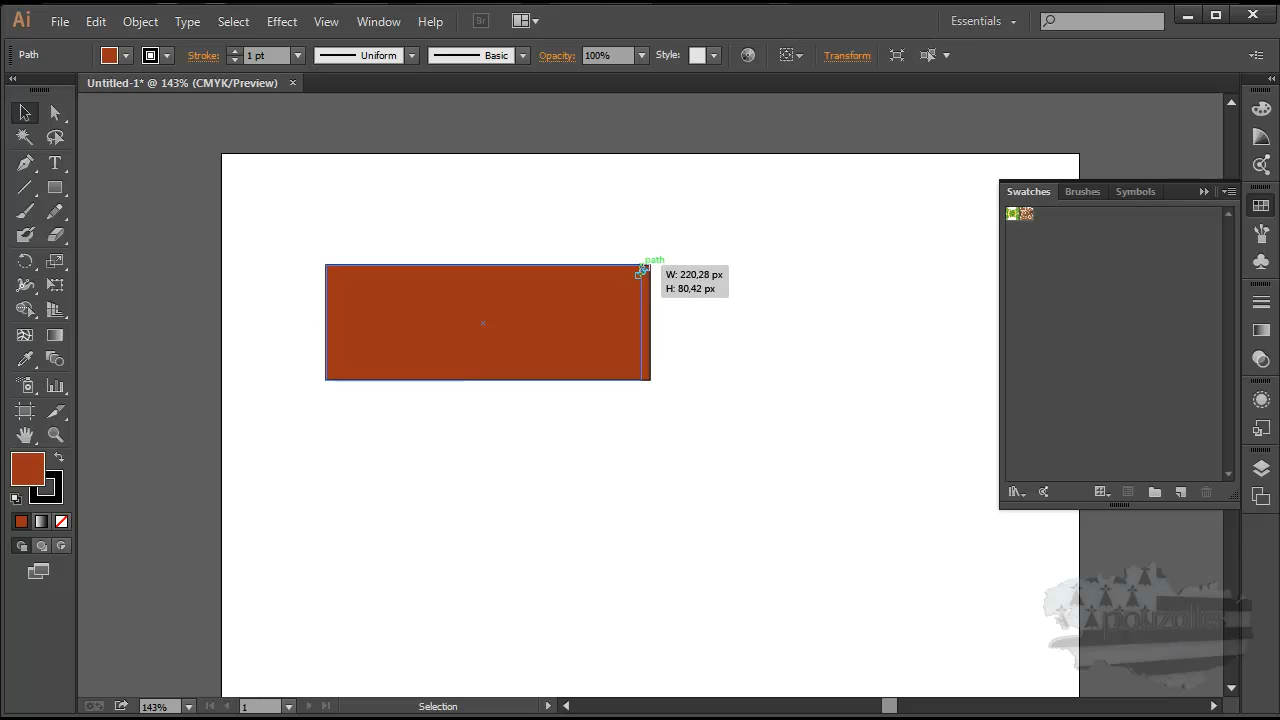 Ai File Edit Object Type Select Effect View Window Help Br Essentials
Path Stroke: 1 pt Uniform Basic Opacity: 100% Style: Transform
Untitled-1* @ 143% (CMYK/Preview)
Swatches Brushes Symbols
path
W: 220,28 px
H: 80,42 px
143% 1 Selection